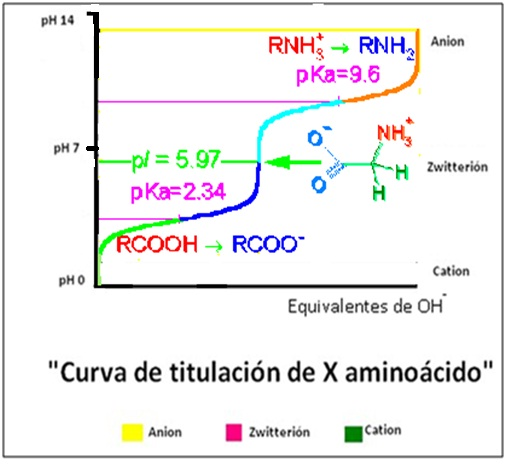 pH 14
RNH₃⁺ → RNH₂
Anion
pKa=9.6
pH 7
pI = 5.97
O⁻
NH₃⁺
Zwitterión
pKa=2.34
O
H
H
RCOOH → RCOO⁻
Cation
pH 0
Equivalentes de OH⁻
"Curva de titulación de X aminoácido"
Anion
Zwitterión
Cation